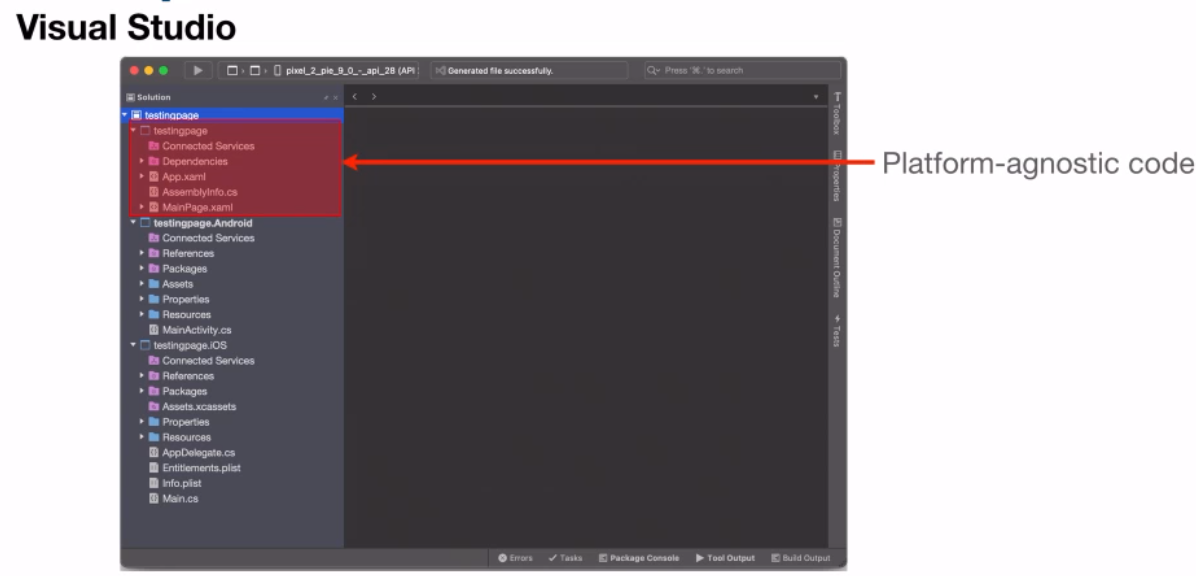 Visual Studio
pixel_2_pie_9_0_-_api_28 (API
Generated file successfully.
Press '⌘.' to search
Solution
testingpage
testingpage
Connected Services
Dependencies
App.xaml
AssemblyInfo.cs
MainPage.xaml
testingpage.Android
Connected Services
References
Packages
Assets
Properties
Resources
MainActivity.cs
testingpage.iOS
Connected Services
References
Packages
Assets.xcassets
Properties
Resources
AppDelegate.cs
Entitlements.plist
Info.plist
Main.cs
Toolbox
Properties
Document Outline
Tests
Platform-agnostic code
Errors Tasks Package Console Tool Output Build Output